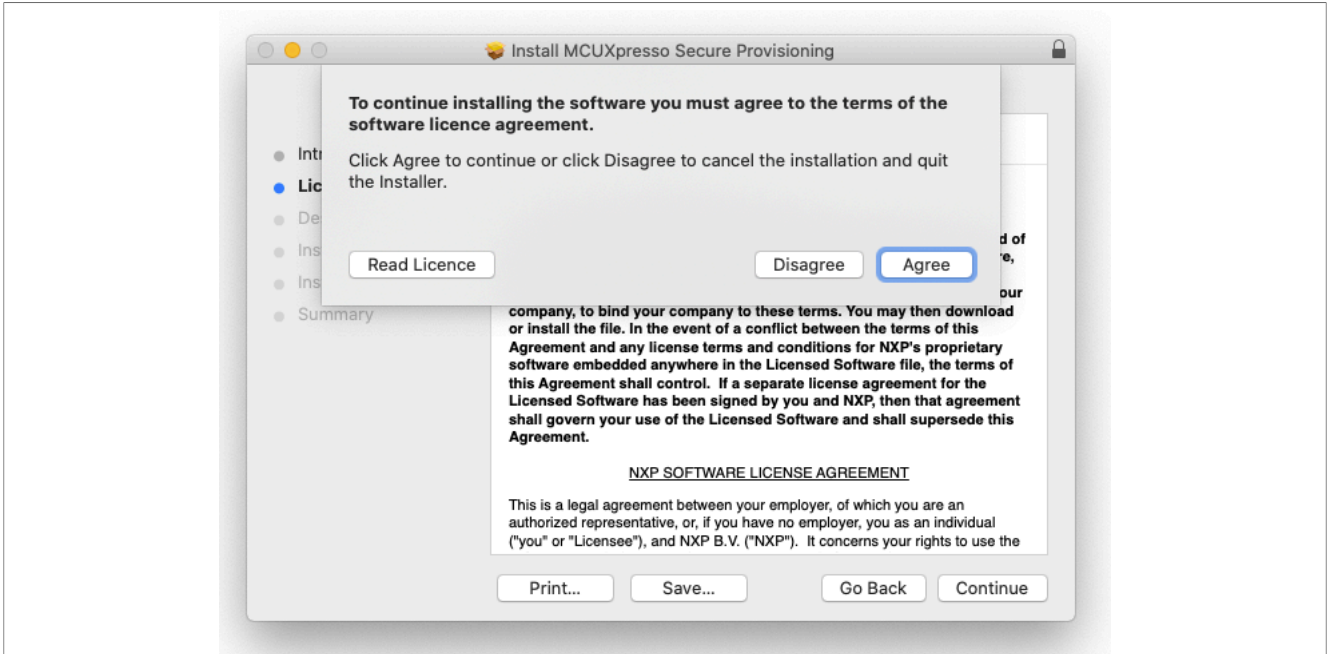 Install MCUXpresso Secure Provisioning
To continue installing the software you must agree to the terms of the
software licence agreement.
Click Agree to continue or click Disagree to cancel the installation and quit
the Installer.
Read Licence
Disagree
Agree
Intr
Lic
De
Ins
Ins
Summary
d of
e,
our
company, to bind your company to these terms. You may then download
or install the file. In the event of a conflict between the terms of this
Agreement and any license terms and conditions for NXP's proprietary
software embedded anywhere in the Licensed Software file, the terms of
this Agreement shall control. If a separate license agreement for the
Licensed Software has been signed by you and NXP, then that agreement
shall govern your use of the Licensed Software and shall supersede this
Agreement.
NXP SOFTWARE LICENSE AGREEMENT
This is a legal agreement between your employer, of which you are an
authorized representative, or, if you have no employer, you as an individual
("you" or "Licensee"), and NXP B.V. ("NXP"). It concerns your rights to use the
Print...
Save...
Go Back
Continue